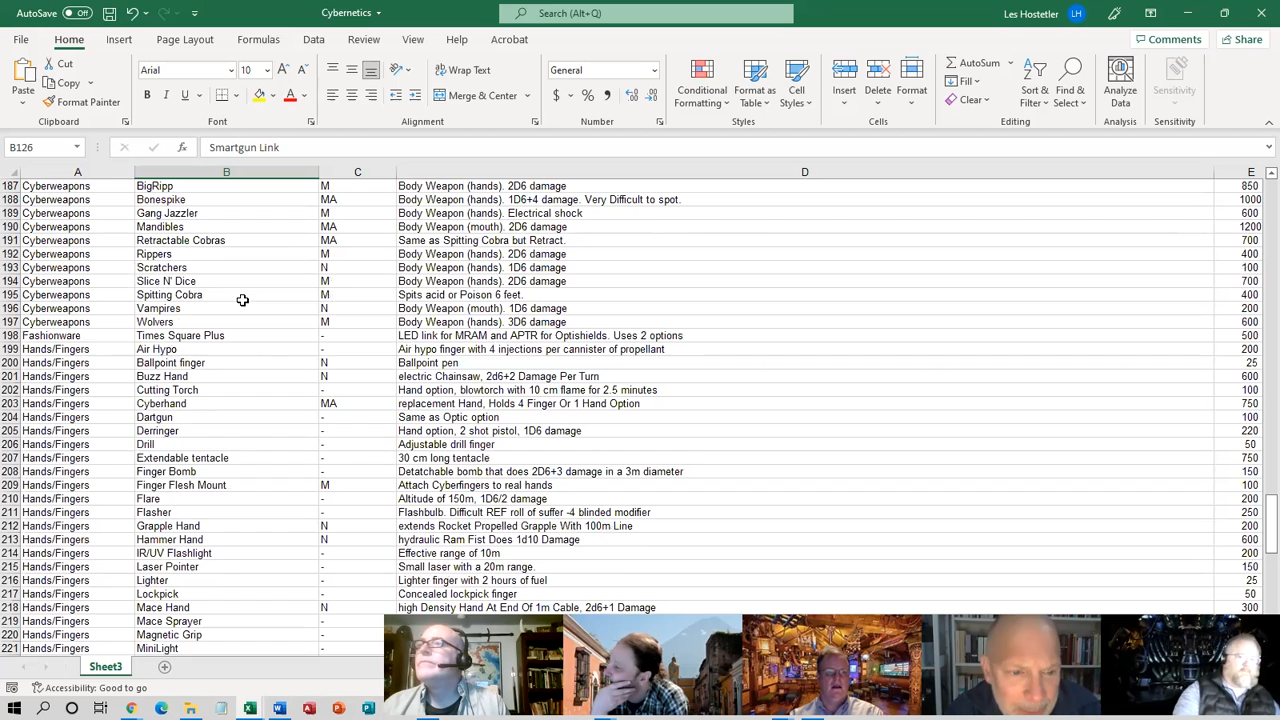 AutoSave Off Cybernetics Search (Alt+Q) Les Hostetler LH
File Home Insert Page Layout Formulas Data Review View Help Acrobat Comments Share
Paste Cut Copy Format Painter Clipboard
Arial 10 B I U A Font
Wrap Text Merge & Center Alignment
General $ % Number
Conditional Formatting Format as Table Cell Styles Styles
Insert Delete Format Cells
AutoSum Fill Clear Sort & Filter Find & Select Editing
Analyze Data Analysis
Sensitivity Sensitivity
B126 fx Smartgun Link
A B C D E
187 Cyberweapons BigRipp M Body Weapon (hands). 2D6 damage 850
188 Cyberweapons Bonespike MA Body Weapon (hands). 1D6+4 damage. Very Difficult to spot. 1000
189 Cyberweapons Gang Jazzler M Body Weapon (hands). Electrical shock 600
190 Cyberweapons Mandibles MA Body Weapon (mouth). 2D6 damage 1200
191 Cyberweapons Retractable Cobras MA Same as Spitting Cobra but Retract. 700
192 Cyberweapons Rippers M Body Weapon (hands). 2D6 damage 400
193 Cyberweapons Scratchers N Body Weapon (hands). 1D6 damage 100
194 Cyberweapons Slice N' Dice M Body Weapon (hands). 2D6 damage 700
195 Cyberweapons Spitting Cobra M Spits acid or Poison 6 feet. 400
196 Cyberweapons Vampires N Body Weapon (mouth). 1D6 damage 200
197 Cyberweapons Wolvers M Body Weapon (hands). 3D6 damage 600
198 Fashionware Times Square Plus - LED link for MRAM and APTR for Optishields. Uses 2 options 500
199 Hands/Fingers Air Hypo - Air hypo finger with 4 injections per cannister of propellant 200
200 Hands/Fingers Ballpoint finger N Ballpoint pen 25
201 Hands/Fingers Buzz Hand N electric Chainsaw, 2d6+2 Damage Per Turn 600
202 Hands/Fingers Cutting Torch - Hand option, blowtorch with 10 cm flame for 2.5 minutes 100
203 Hands/Fingers Cyberhand MA replacement Hand, Holds 4 Finger Or 1 Hand Option 750
204 Hands/Fingers Dartgun - Same as Optic option 100
205 Hands/Fingers Derringer - Hand option, 2 shot pistol, 1D6 damage 220
206 Hands/Fingers Drill - Adjustable drill finger 50
207 Hands/Fingers Extendable tentacle - 30 cm long tentacle 750
208 Hands/Fingers Finger Bomb - Detatchable bomb that does 2D6+3 damage in a 3m diameter 150
209 Hands/Fingers Finger Flesh Mount M Attach Cyberfingers to real hands 100
210 Hands/Fingers Flare - Altitude of 150m, 1D6/2 damage 200
211 Hands/Fingers Flasher - Flashbulb. Difficult REF roll of suffer -4 blinded modifier 250
212 Hands/Fingers Grapple Hand N extends Rocket Propelled Grapple With 100m Line 200
213 Hands/Fingers Hammer Hand N hydraulic Ram Fist Does 1d10 Damage 600
214 Hands/Fingers IR/UV Flashlight - Effective range of 10m 200
215 Hands/Fingers Laser Pointer - Small laser with a 20m range. 150
216 Hands/Fingers Lighter - Lighter finger with 2 hours of fuel 25
217 Hands/Fingers Lockpick - Concealed lockpick finger 50
218 Hands/Fingers Mace Hand N high Density Hand At End Of 1m Cable, 2d6+1 Damage 300
219 Hands/Fingers Mace Sprayer -
220 Hands/Fingers Magnetic Grip -
221 Hands/Fingers MiniLight -
Sheet3
Accessibility: Good to go